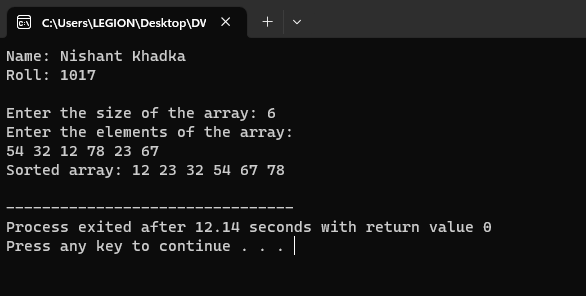 C:\Users\LEGION\Desktop\DW
Name: Nishant Khadka
Roll: 1017
Enter the size of the array: 6
Enter the elements of the array:
54 32 12 78 23 67
Sorted array: 12 23 32 54 67 78
--------------------------------
Process exited after 12.14 seconds with return value 0
Press any key to continue . . .